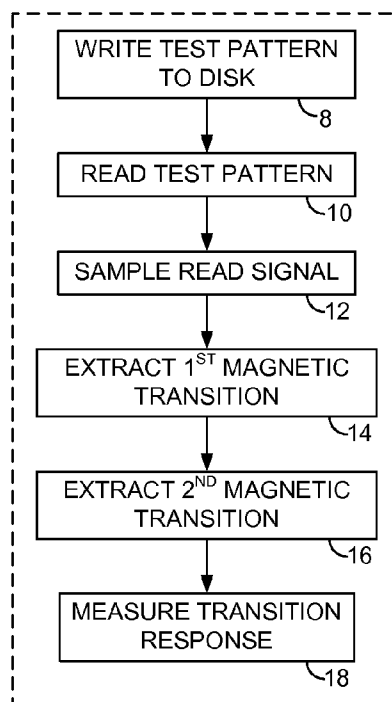 WRITE TEST PATTERN
TO DISK
8
READ TEST PATTERN
10
SAMPLE READ SIGNAL
12
EXTRACT 1ST MAGNETIC
TRANSITION
14
EXTRACT 2ND MAGNETIC
TRANSITION
16
MEASURE TRANSITION
RESPONSE
18